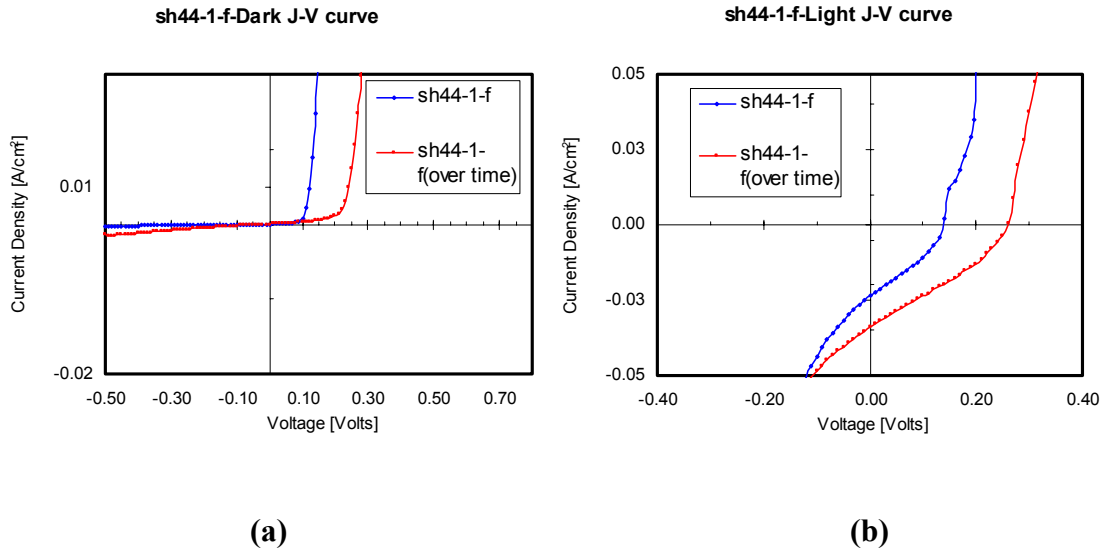 sh44-1-f-Dark J-V curve
Current Density [A/cm²]
0.01
-0.02
-0.50 -0.30 -0.10 0.10 0.30 0.50 0.70
Voltage [Volts]
sh44-1-f
sh44-1-
f(over time)
(a)
sh44-1-f-Light J-V curve
Current Density [A/cm²]
0.05
0.03
0.00
-0.03
-0.05
-0.40 -0.20 0.00 0.20 0.40
Voltage [Volts]
sh44-1-f
sh44-1-
f(over time)
(b)